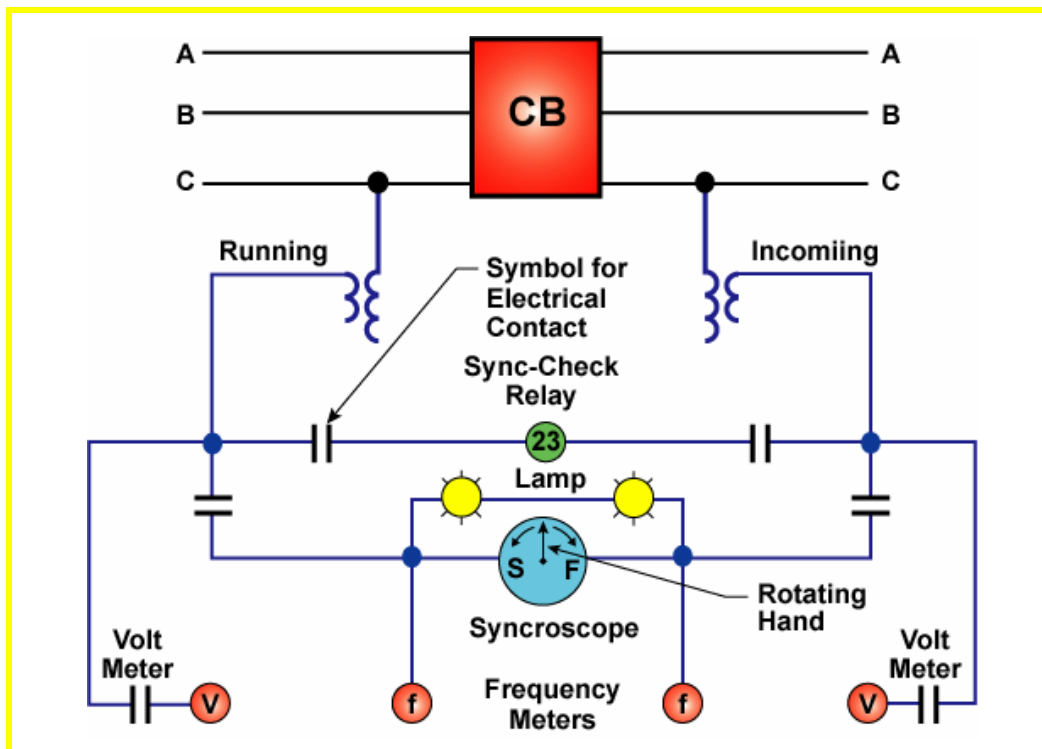 A
A
CB
B
B
C
C
Running
Incomiing
Symbol for
Electrical
Contact
Sync-Check
Relay
23
Lamp
S
F
Syncroscope
Rotating
Hand
Volt
Meter
Volt
Meter
V
f
Frequency
Meters
f
V